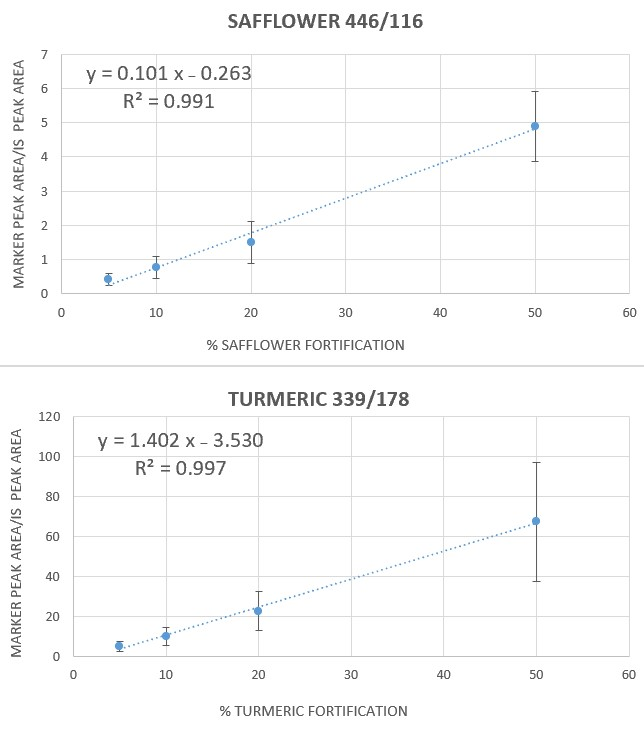 SAFFLOWER 446/116
7
6
5
4
3
2
1
0
y = 0.101 x – 0.263
R² = 0.991
MARKER PEAK AREA/IS PEAK AREA
0 10 20 30 40 50 60
% SAFFLOWER FORTIFICATION
TURMERIC 339/178
120
100
80
60
40
20
0
y = 1.402 x – 3.530
R² = 0.997
MARKER PEAK AREA/IS PEAK AREA
0 10 20 30 40 50 60
% TURMERIC FORTIFICATION